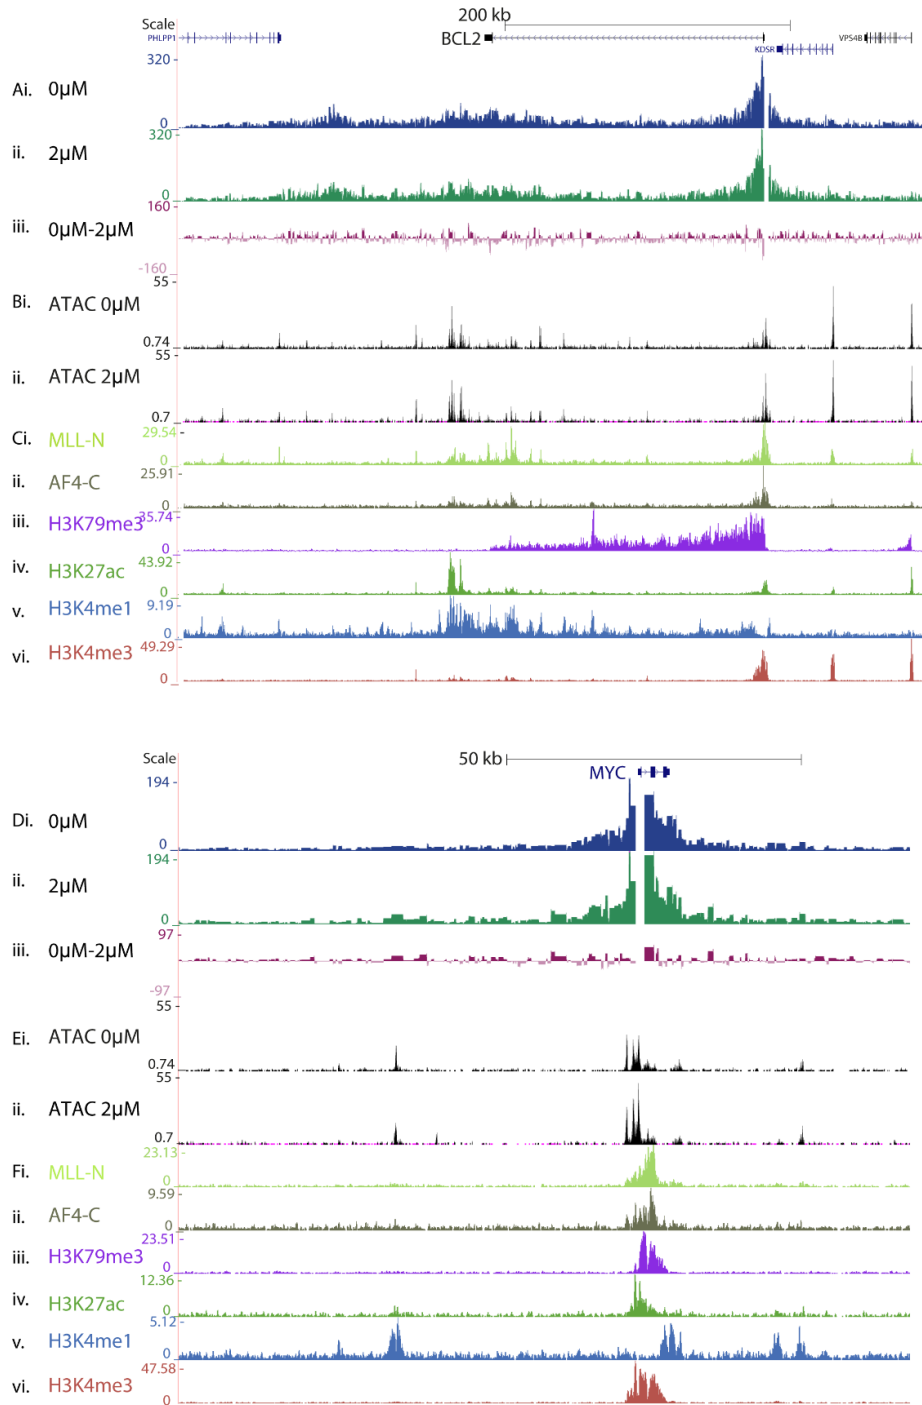 Scale 200 kb
PHLPP1 BCL2 KDSR VPS4B
Ai. 0µM 320 - 0
ii. 2µM 320 - 0
iii. 0µM-2µM 160 - -160
Bi. ATAC 0µM 55 - 0.74
ii. ATAC 2µM 55 - 0.7
Ci. MLL-N 29.54 - 0
ii. AF4-C 25.91 - 0
iii. H3K79me3 35.74 - 0
iv. H3K27ac 43.92 - 0
v. H3K4me1 9.19 - 0
vi. H3K4me3 49.29 - 0
Scale 50 kb
MYC
Di. 0µM 194 - 0
ii. 2µM 194 - 0
iii. 0µM-2µM 97 - -97
Ei. ATAC 0µM 55 - 0.74
ii. ATAC 2µM 55 - 0.7
Fi. MLL-N 23.13 - 0
ii. AF4-C 9.59 - 0
iii. H3K79me3 23.51 - 0
iv. H3K27ac 12.36 - 0
v. H3K4me1 5.12 - 0
vi. H3K4me3 47.58 - 0